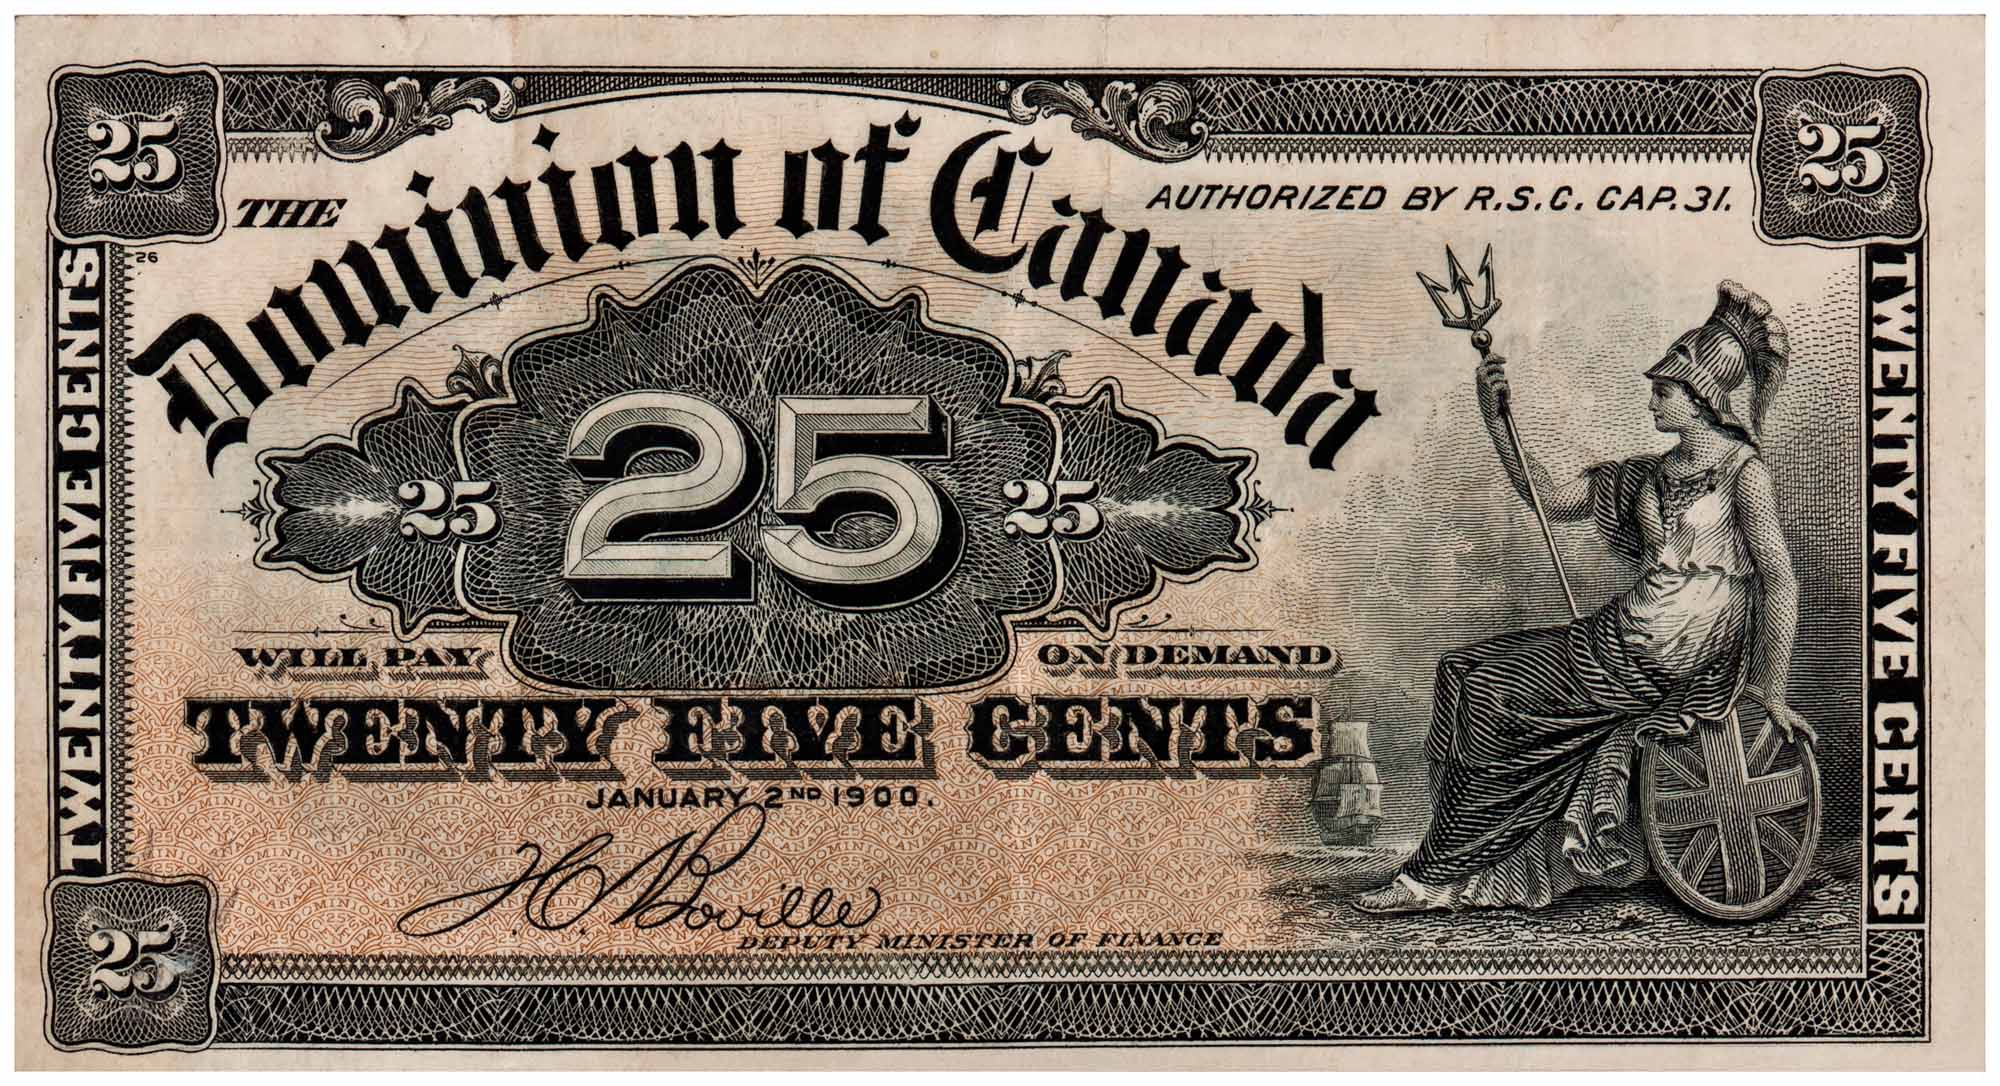 25
25
THE
Dominion of Canada
AUTHORIZED BY R.S.C. CAP.31.
26
TWENTY FIVE CENTS
TWENTY FIVE CENTS
25
25
25
WILL PAY
ON DEMAND
TWENTY FIVE CENTS
JANUARY 2ND 1900.
H. C. Boville
DEPUTY MINISTER OF FINANCE
25